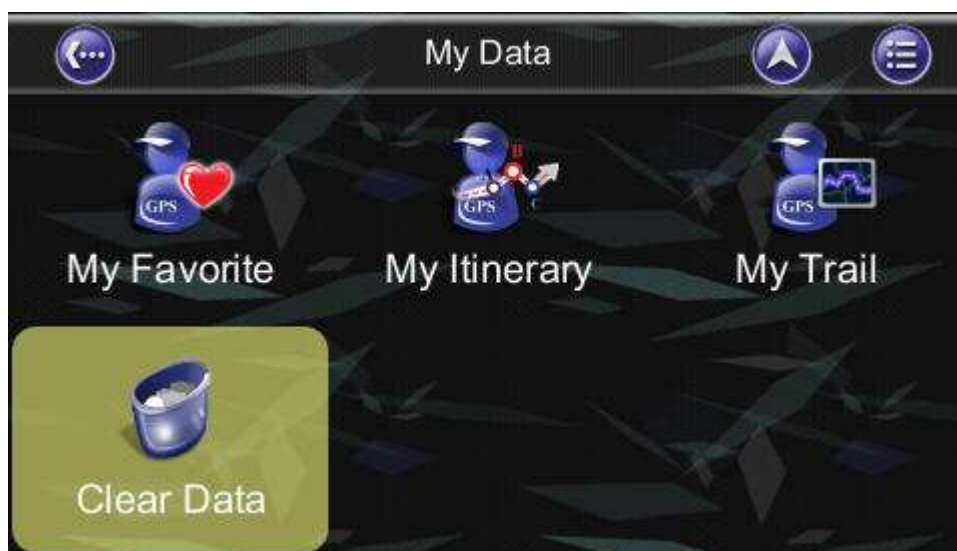 My Data
GPS
B
C
GPS
GPS
My Favorite
My Itinerary
My Trail
Clear Data